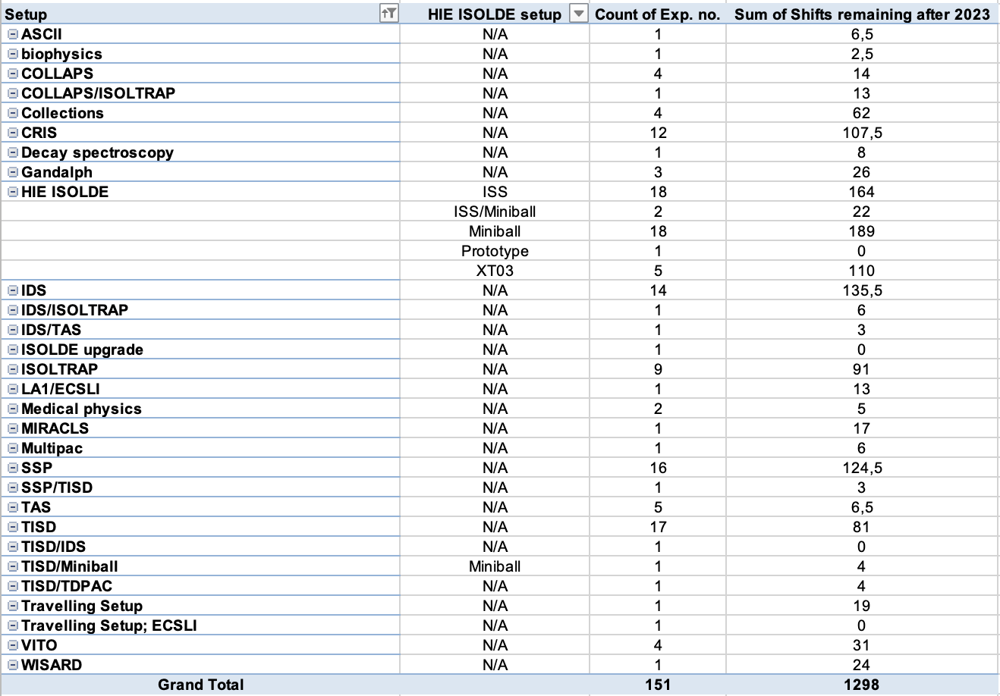 Setup HIE ISOLDE setup Count of Exp. no. Sum of Shifts remaining after 2023
ASCII N/A 1 6,5
biophysics N/A 1 2,5
COLLAPS N/A 4 14
COLLAPS/ISOLTRAP N/A 1 13
Collections N/A 4 62
CRIS N/A 12 107,5
Decay spectroscopy N/A 1 8
Gandalph N/A 3 26
HIE ISOLDE ISS 18 164
ISS/Miniball 2 22
Miniball 18 189
Prototype 1 0
XT03 5 110
IDS N/A 14 135,5
IDS/ISOLTRAP N/A 1 6
IDS/TAS N/A 1 3
ISOLDE upgrade N/A 1 0
ISOLTRAP N/A 9 91
LA1/ECSLI N/A 1 13
Medical physics N/A 2 5
MIRACLS N/A 1 17
Multipac N/A 1 6
SSP N/A 16 124,5
SSP/TISD N/A 1 3
TAS N/A 5 6,5
TISD N/A 17 81
TISD/IDS N/A 1 0
TISD/Miniball Miniball 1 4
TISD/TDPAC N/A 1 4
Travelling Setup N/A 1 19
Travelling Setup; ECSLI N/A 1 0
VITO N/A 4 31
WISARD N/A 1 24
Grand Total 151 1298